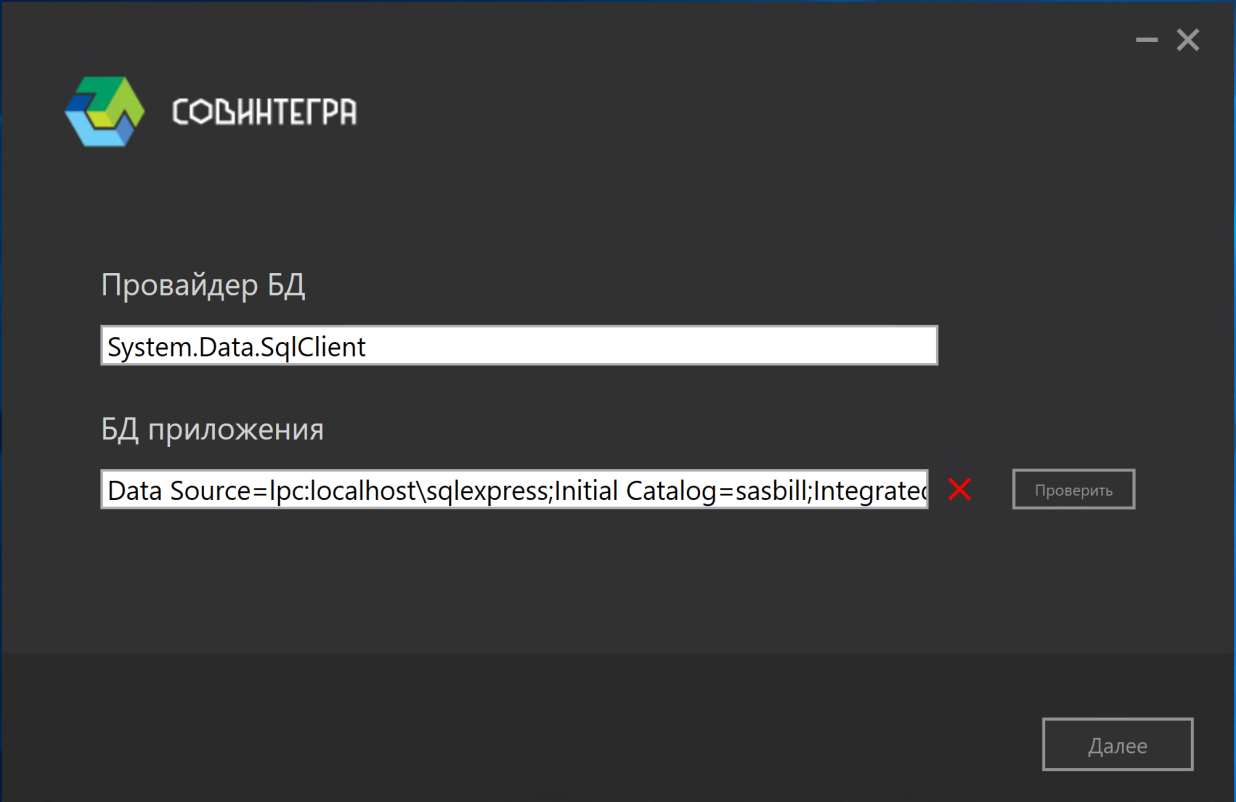 СОВИНТЕГРА
Провайдер БД
System.Data.SqlClient
БД приложения
Data Source=lpc:localhost\sqlexpress;Initial Catalog=sasbill;Integrated
Проверить
Далее